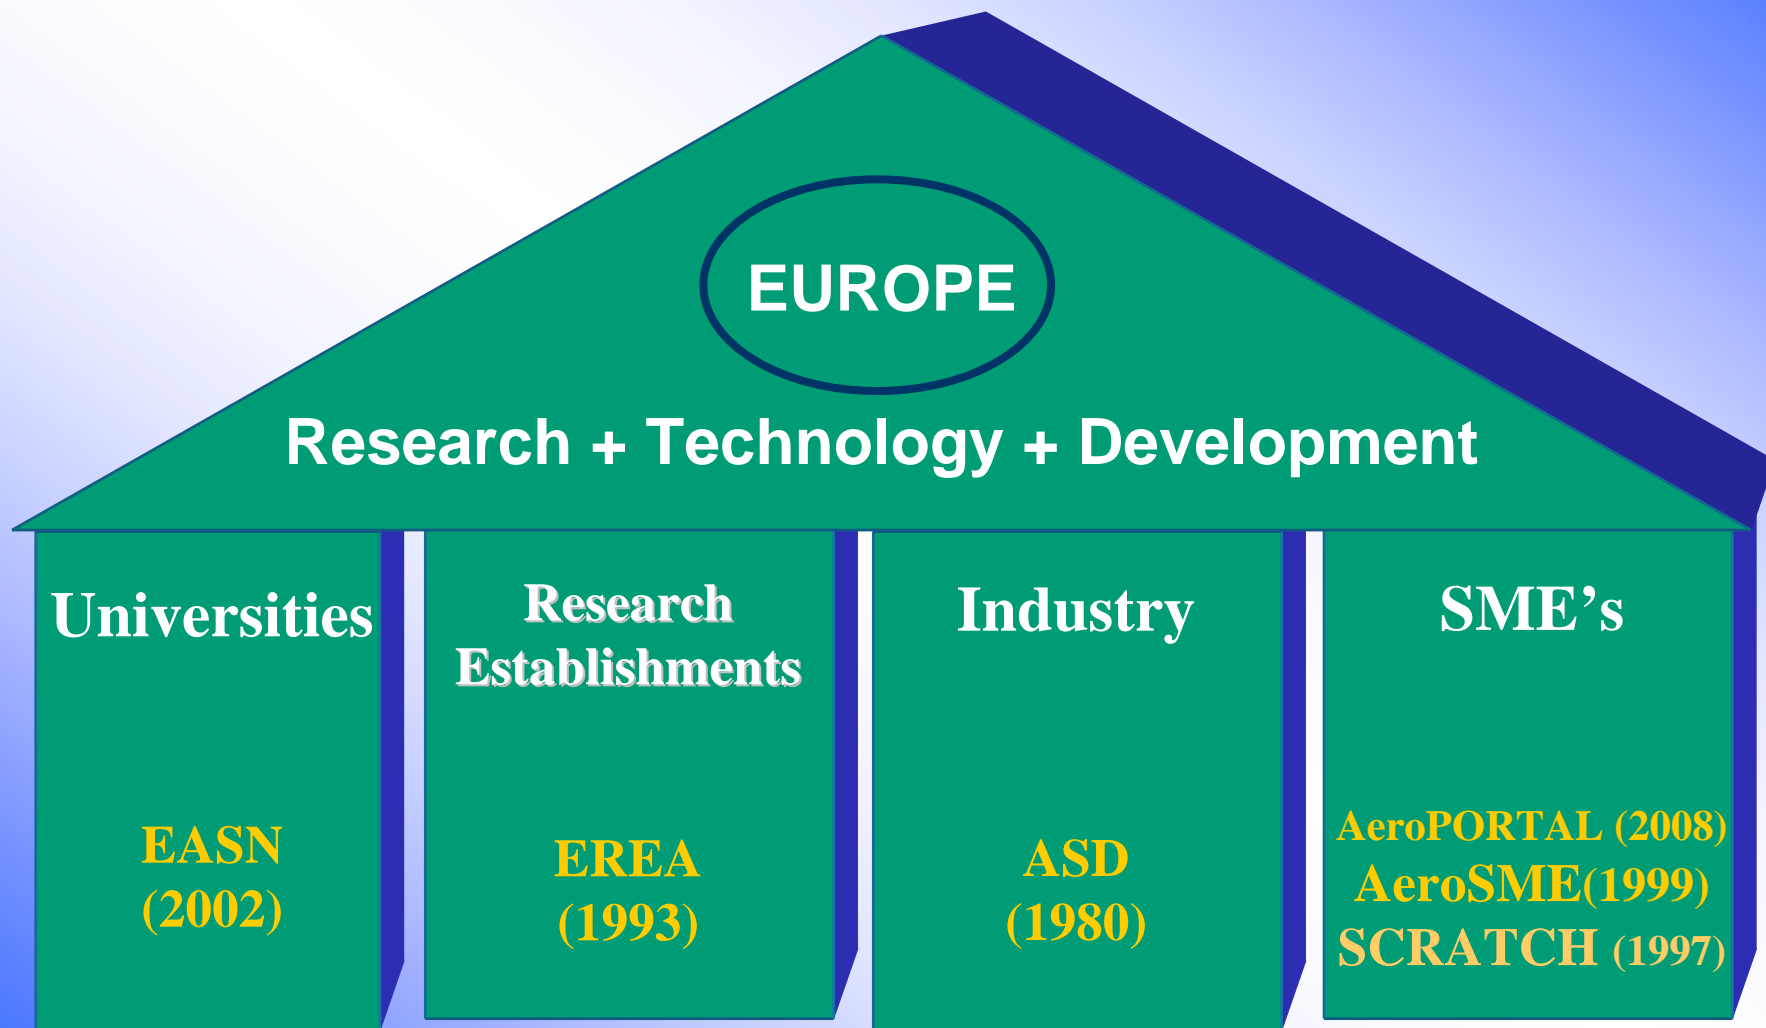 EUROPE
Research + Technology + Development
Universities
EASN
(2002)
Research
Establishments
EREA
(1993)
Industry
ASD
(1980)
SME’s
AeroPORTAL (2008)
AeroSME(1999)
SCRATCH (1997)